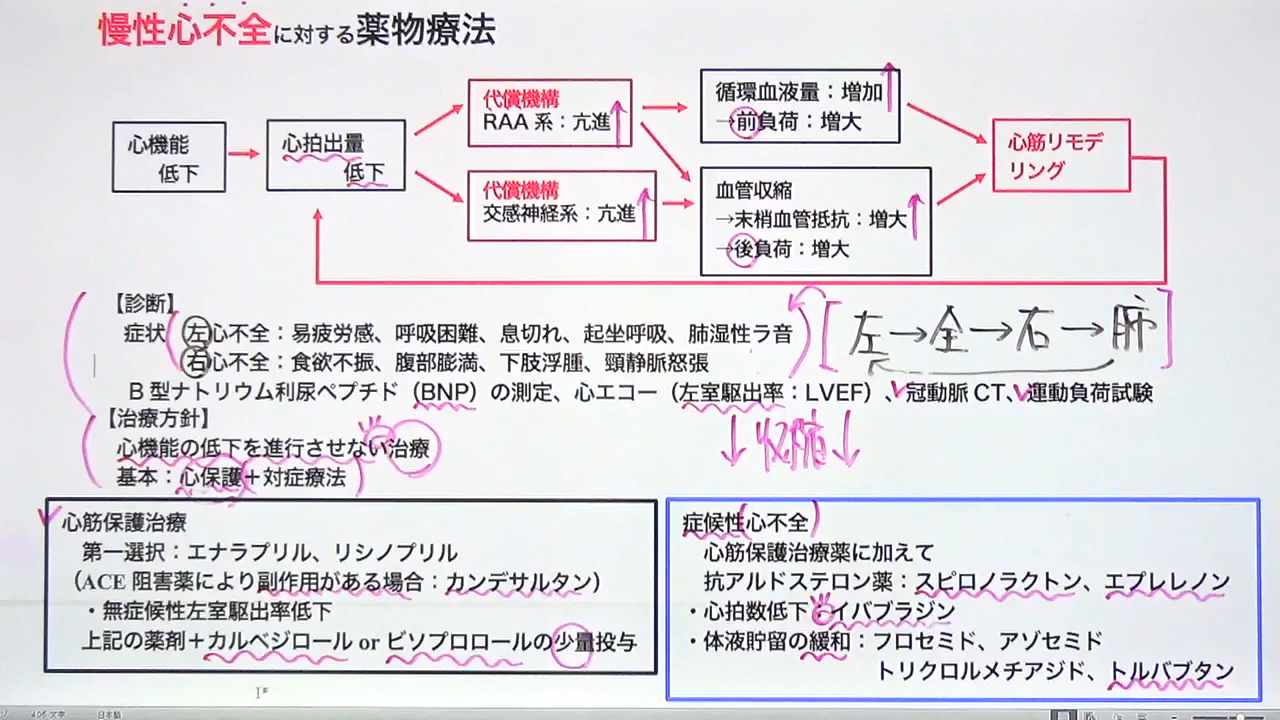 慢性心不全に対する薬物療法
心機能
低下
心拍出量
低下
代償機構
RAA 系：亢進
代償機構
交感神経系：亢進
循環血液量：増加
→前負荷：増大
血管収縮
→末梢血管抵抗：増大
→後負荷：増大
心筋リモデ
リング
【診断】
症状 左心不全：易疲労感、呼吸困難、息切れ、起坐呼吸、肺湿性ラ音
右心不全：食欲不振、腹部膨満、下肢浮腫、頸静脈怒張
[左→全→右→肺]
B 型ナトリウム利尿ペプチド（BNP）の測定、心エコー（左室駆出率：LVEF）、冠動脈 CT、運動負荷試験
【治療方針】
心機能の低下を進行させない治療
基本：心保護＋対症療法
心筋保護治療
第一選択：エナラプリル、リシノプリル
（ACE 阻害薬により副作用がある場合：カンデサルタン）
・無症候性左室駆出率低下
上記の薬剤＋カルベジロール or ビソプロロールの少量投与
症候性（心不全）
心筋保護治療薬に加えて
抗アルドステロン薬：スピロノラクトン、エプレレノン
・心拍数低下：イバブラジン
・体液貯留の緩和：フロセミド、アゾセミド
トリクロルメチアジド、トルバプタン
日本語